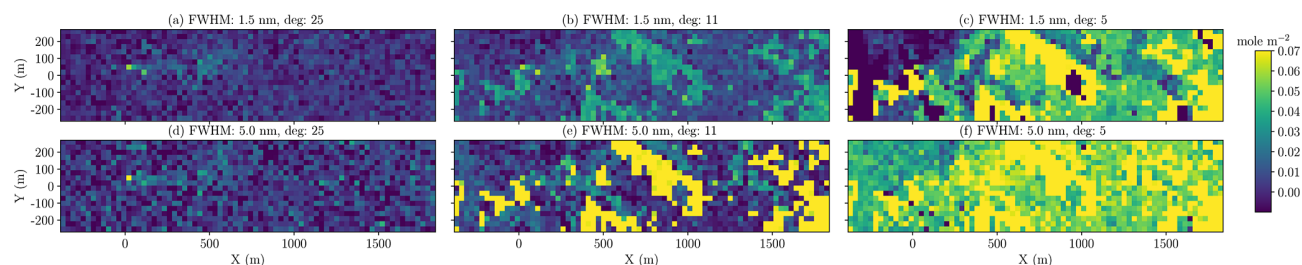 (a) FWHM: 1.5 nm, deg: 25
(b) FWHM: 1.5 nm, deg: 11
(c) FWHM: 1.5 nm, deg: 5
mole m⁻²
Y (m)
200
100
0
-100
-200
0.07
0.06
0.05
0.04
0.03
0.02
0.01
0.00
(d) FWHM: 5.0 nm, deg: 25
(e) FWHM: 5.0 nm, deg: 11
(f) FWHM: 5.0 nm, deg: 5
Y (m)
200
100
0
-100
-200
0 500 1000 1500
0 500 1000 1500
0 500 1000 1500
X (m)
X (m)
X (m)